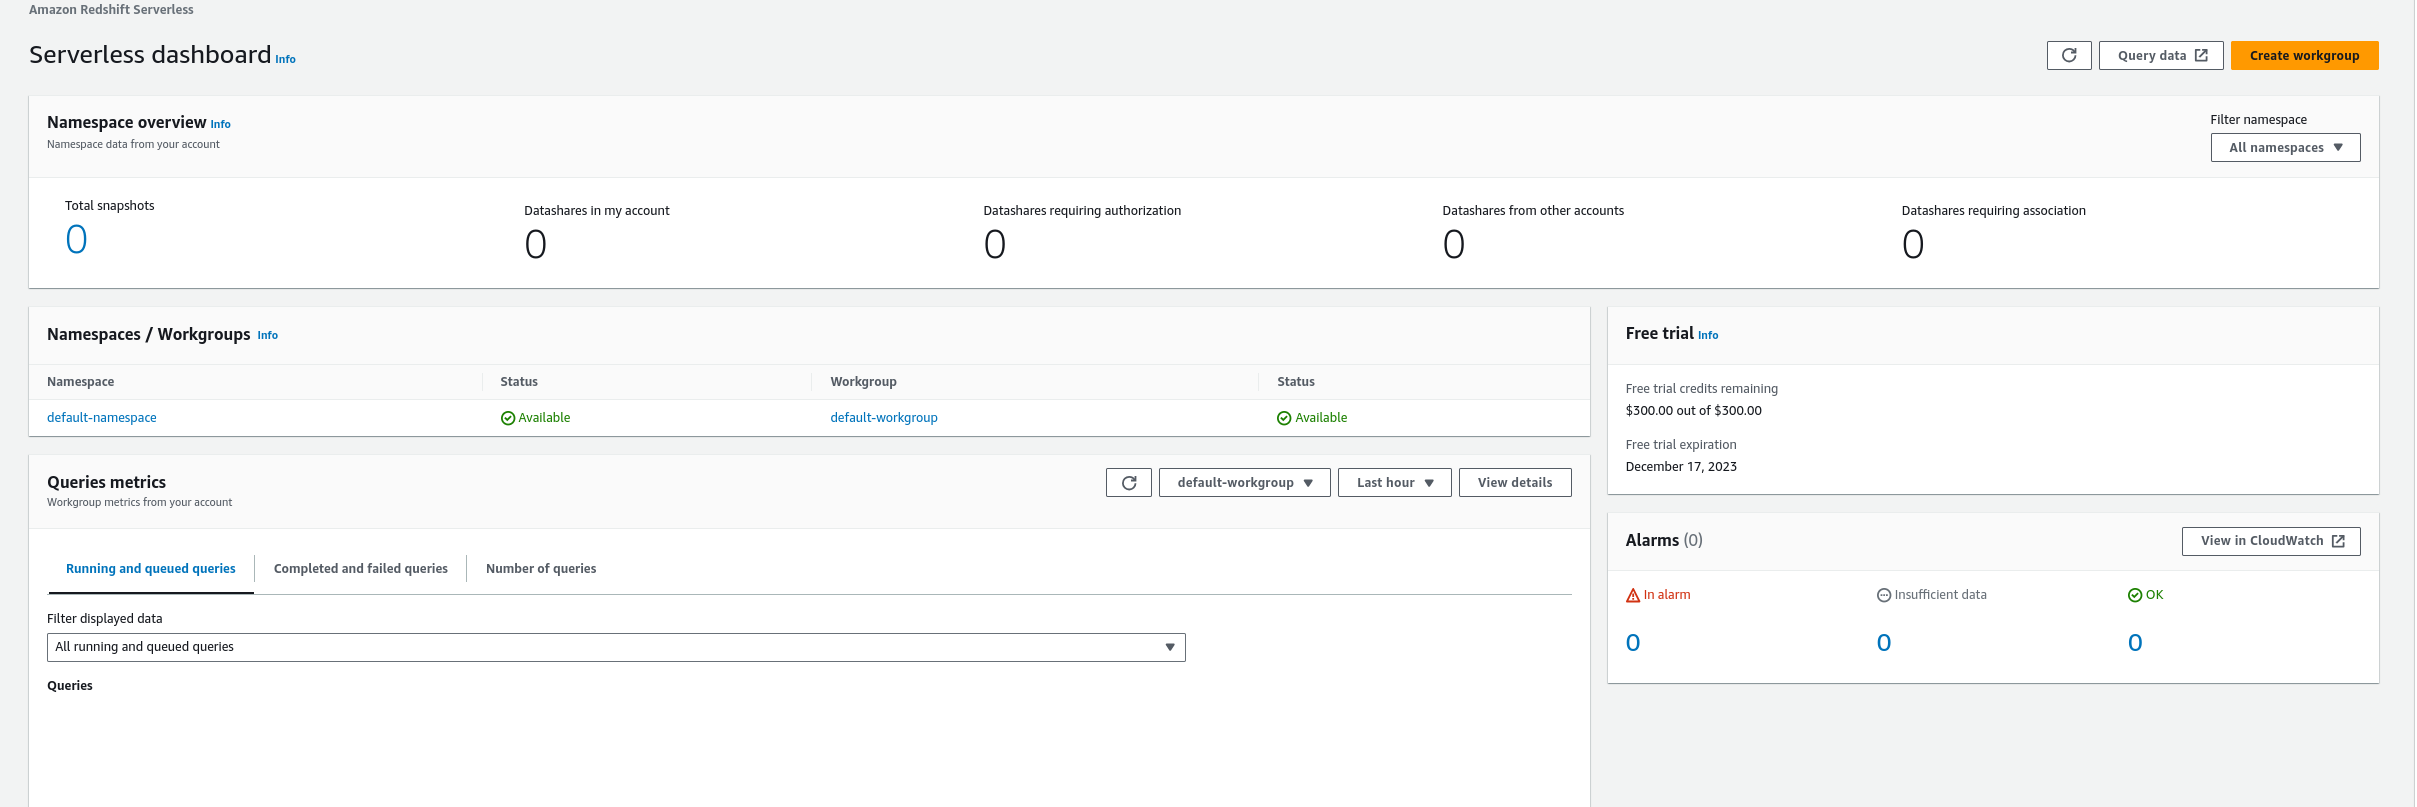 Amazon Redshift Serverless
Serverless dashboard Info
Query data
Create workgroup
Namespace overview Info
Namespace data from your account
Filter namespace
All namespaces
Total snapshots
0
Datashares in my account
0
Datashares requiring authorization
0
Datashares from other accounts
0
Datashares requiring association
0
Namespaces / Workgroups Info
Namespace Status Workgroup Status
default-namespace Available default-workgroup Available
Free trial Info
Free trial credits remaining
$300.00 out of $300.00
Free trial expiration
December 17, 2023
Queries metrics
Workgroup metrics from your account
default-workgroup
Last hour
View details
Running and queued queries
Completed and failed queries
Number of queries
Filter displayed data
All running and queued queries
Queries
Alarms (0)
View in CloudWatch
In alarm
0
Insufficient data
0
OK
0